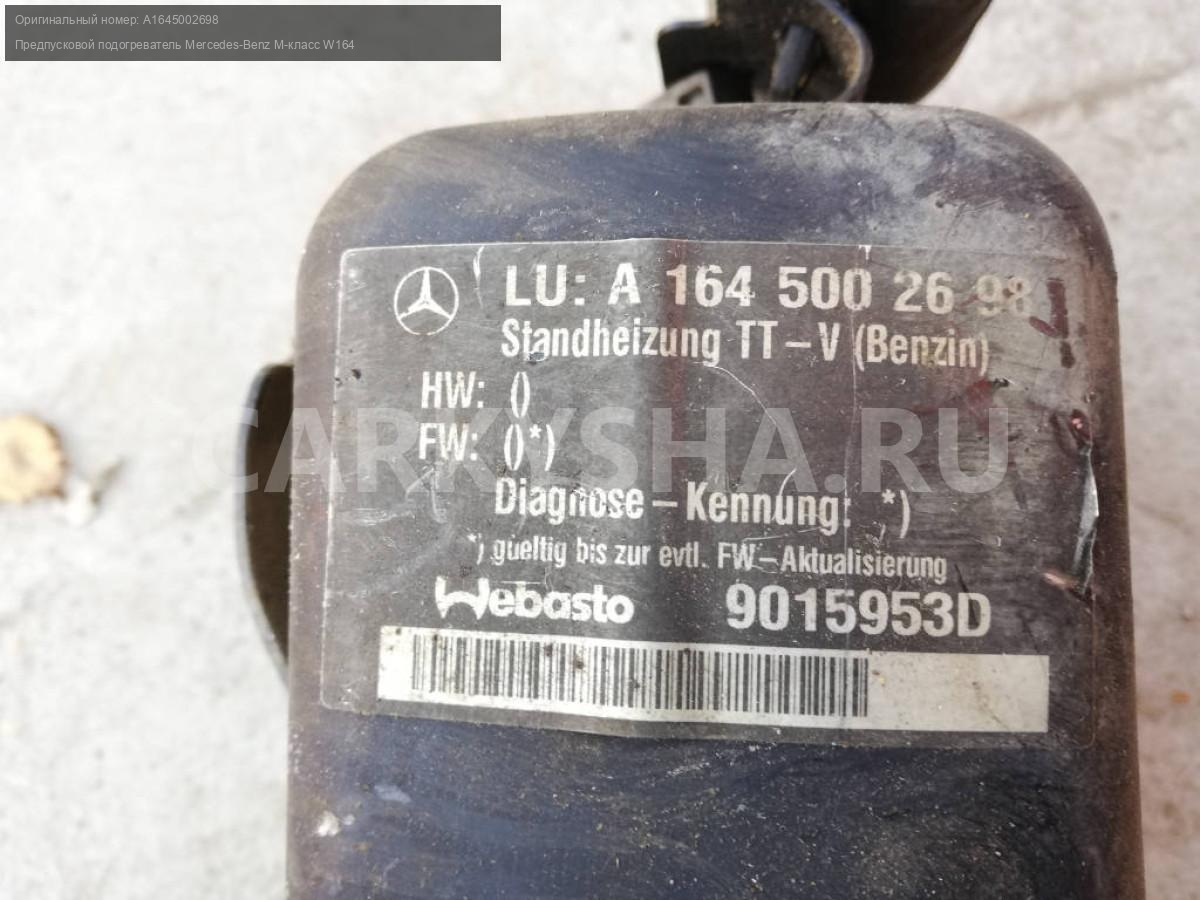 Оригинальный номер: A1645002698
Предпусковой подогреватель Mercedes-Benz M-класс W164
LU: A 164 500 26 98
Standheizung TT-V (Benzin)
HW: ()
FW: ()*)
CARKYSHA.RU
Diagnose-Kennung: *)
*) gueltig bis zur evtl. FW-Aktualisierung
Webasto 9015953D